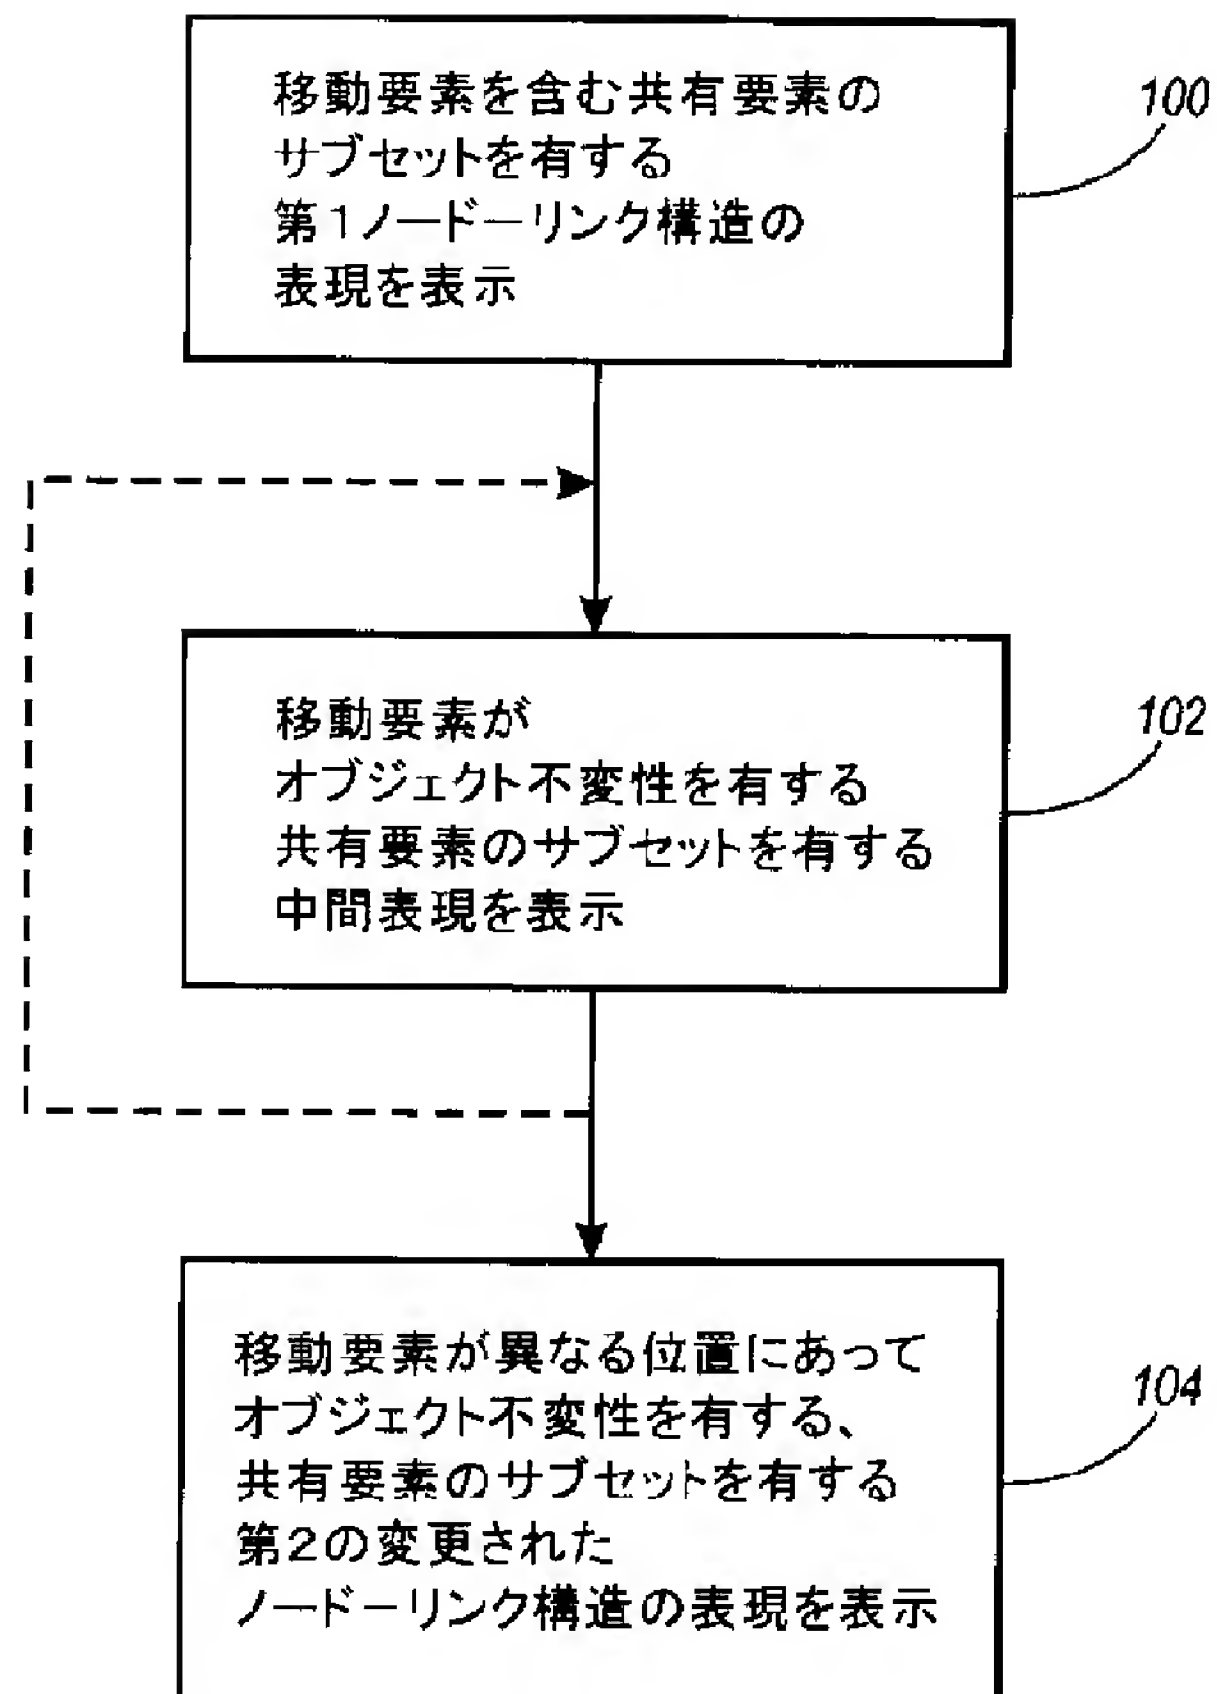 移動要素を含む共有要素の
サブセットを有する
第1ノードーリンク構造の
表現を表示
100
移動要素が
オブジェクト不変性を有する
共有要素のサブセットを有する
中間表現を表示
102
移動要素が異なる位置にあって
オブジェクト不変性を有する、
共有要素のサブセットを有する
第2の変更された
ノードーリンク構造の表現を表示
104